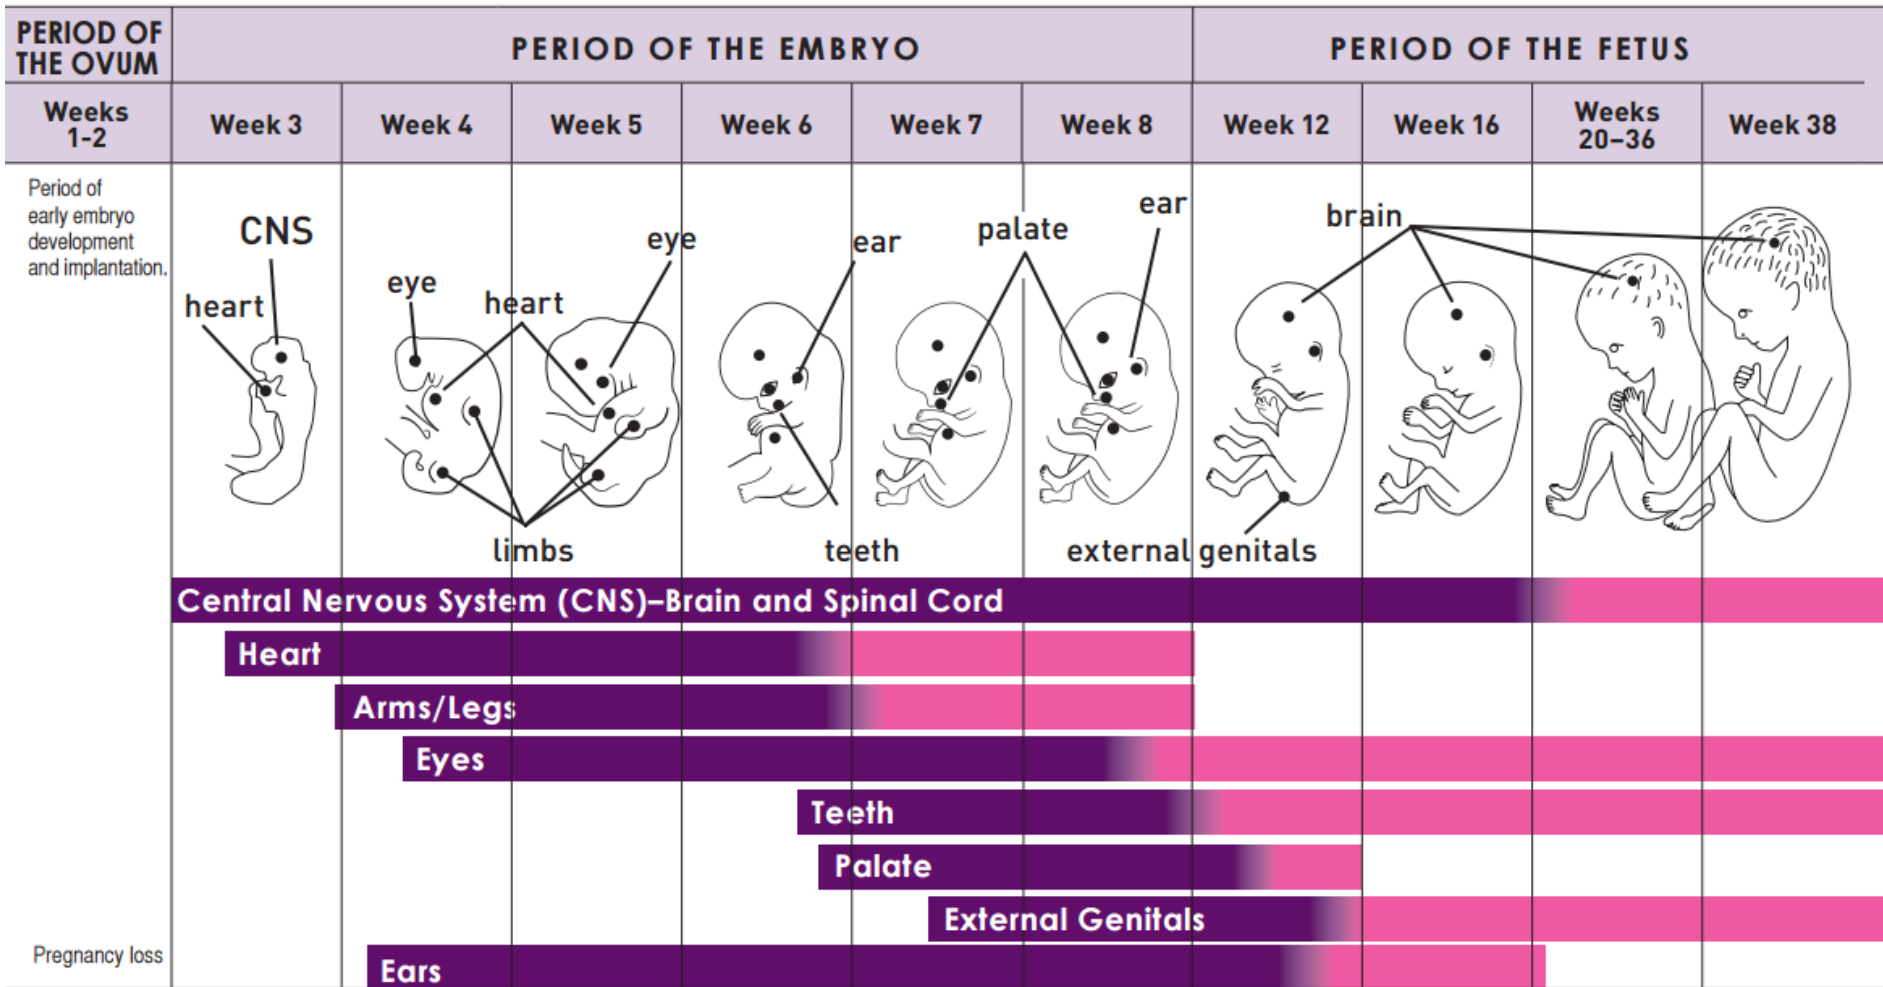 PERIOD OF
THE OVUM
PERIOD OF THE EMBRYO
PERIOD OF THE FETUS
Weeks
1-2
Week 3
Week 4
Week 5
Week 6
Week 7
Week 8
Week 12
Week 16
Weeks
20–36
Week 38
Period of
early embryo
development
and implantation.
CNS
heart
eye
heart
eye
limbs
ear
teeth
palate
ear
external genitals
brain
Central Nervous System (CNS)–Brain and Spinal Cord
Heart
Arms/Legs
Eyes
Teeth
Palate
External Genitals
Pregnancy loss
Ears